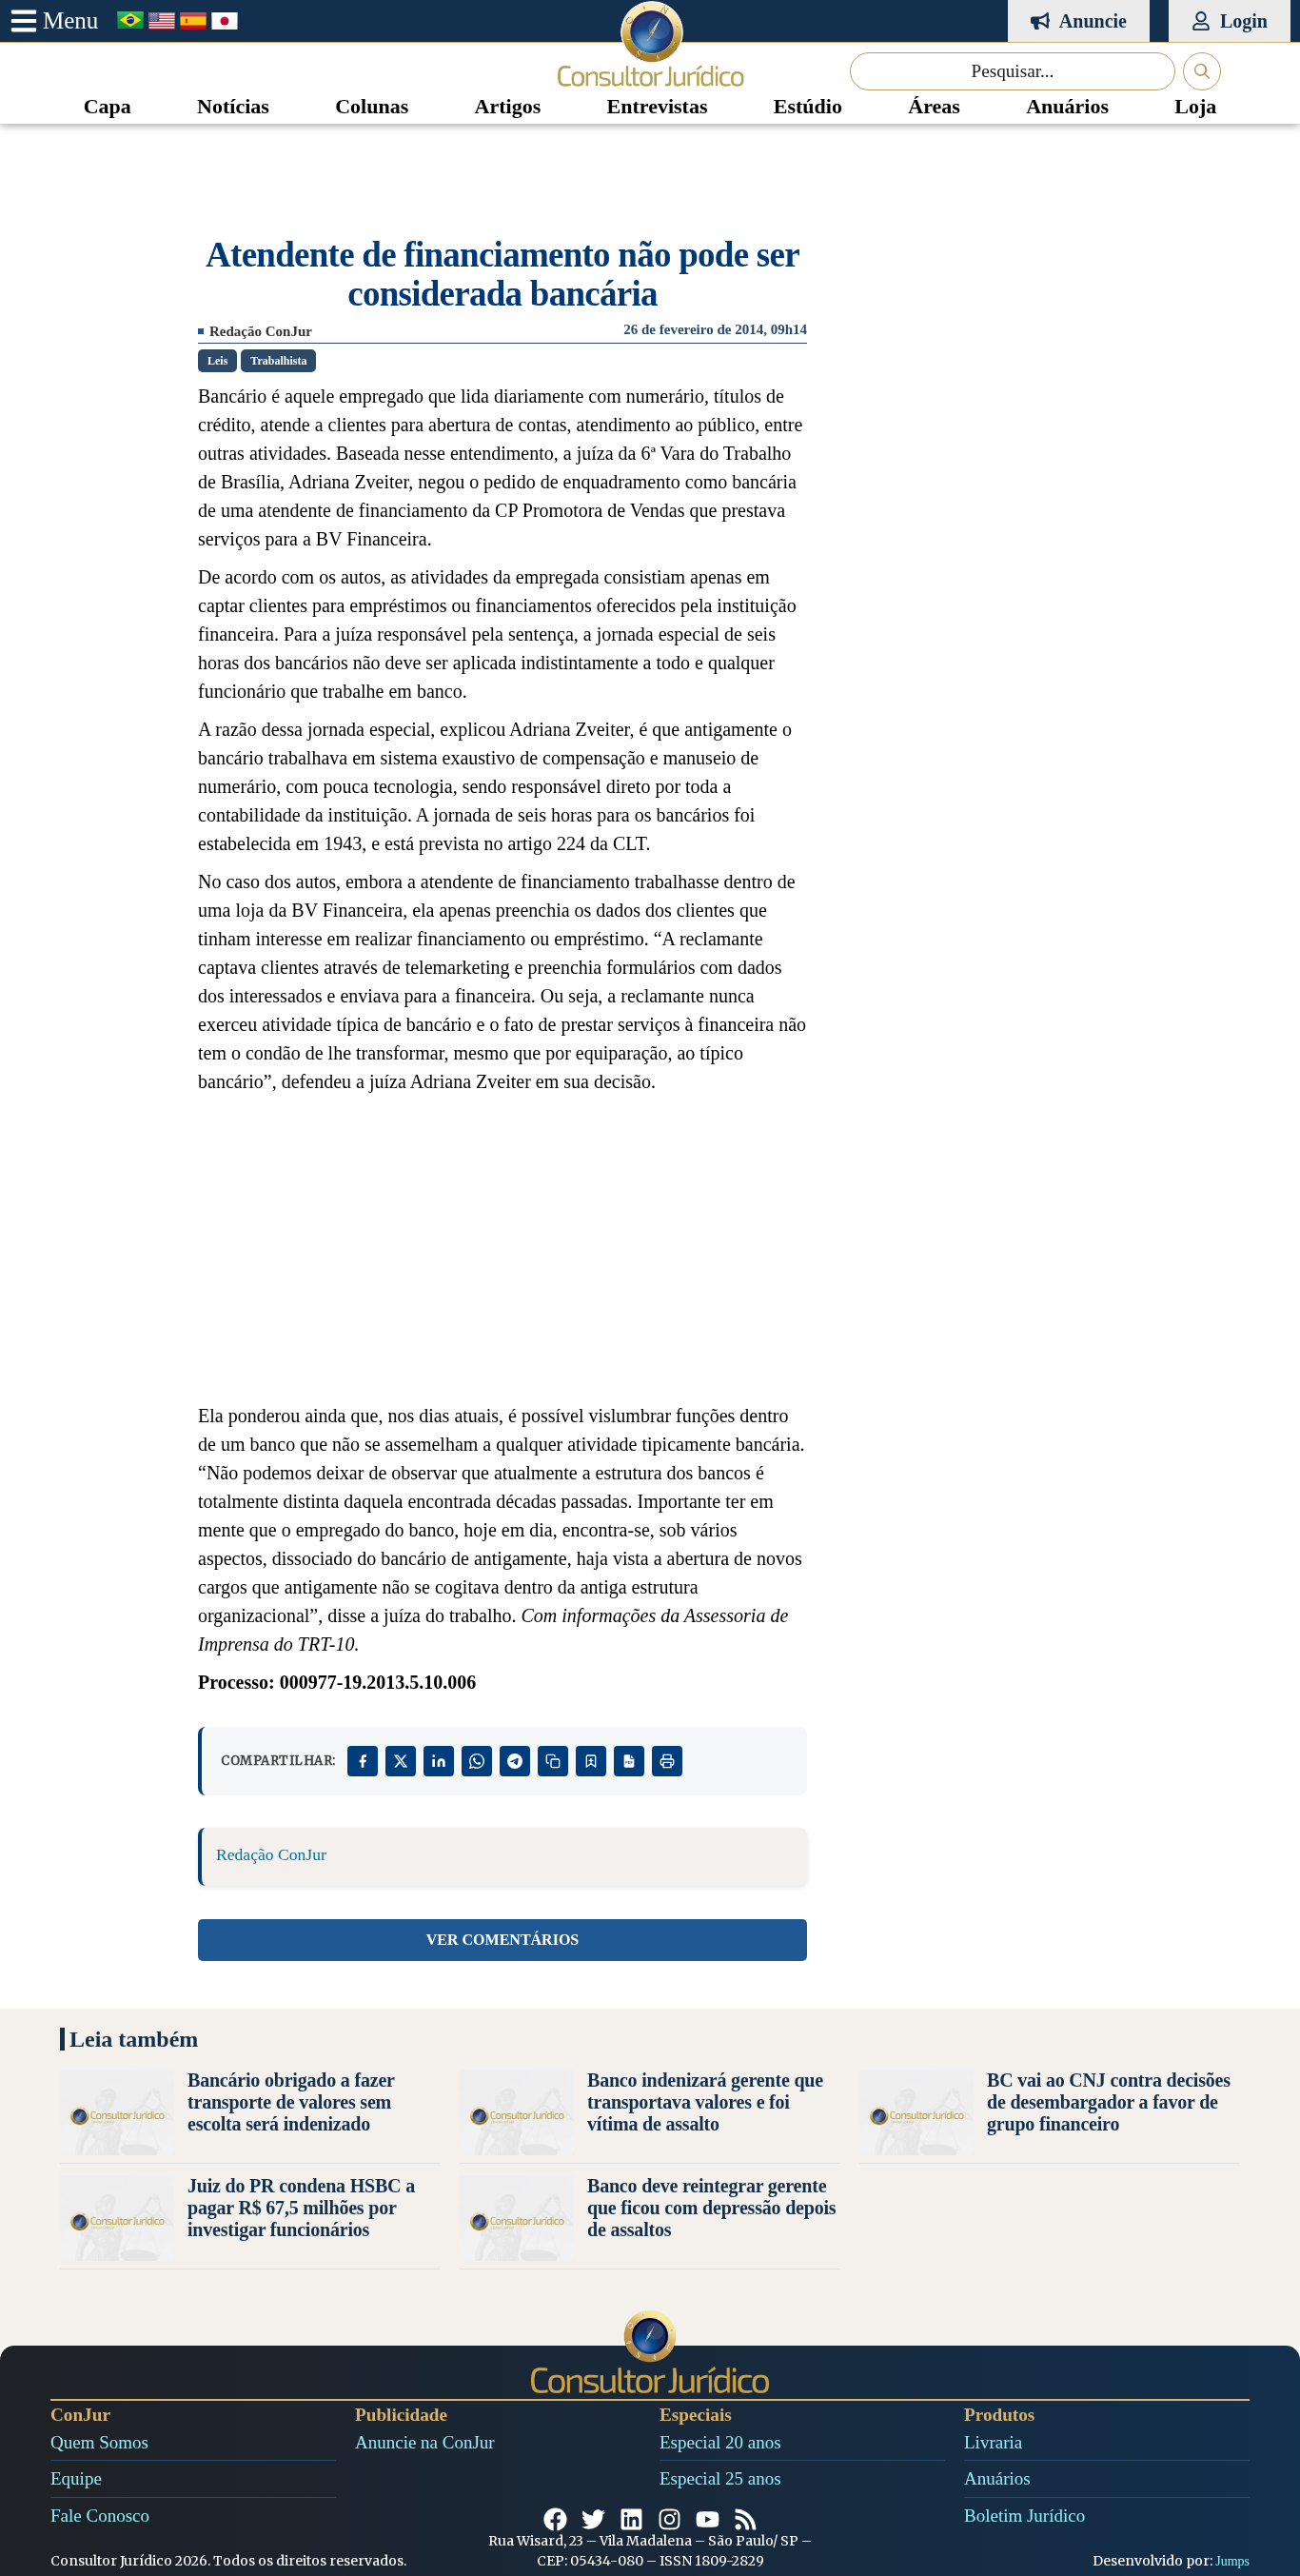 Menu
Anuncie
Login
Consultor Jurídico
Pesquisar...
Capa
Notícias
Colunas
Artigos
Entrevistas
Estúdio
Áreas
Anuários
Loja
Atendente de financiamento não pode ser
considerada bancária
Redação ConJur
26 de fevereiro de 2014, 09h14
Leis
Trabalhista
Bancário é aquele empregado que lida diariamente com numerário, títulos de
crédito, atende a clientes para abertura de contas, atendimento ao público, entre
outras atividades. Baseada nesse entendimento, a juíza da 6ª Vara do Trabalho
de Brasília, Adriana Zveiter, negou o pedido de enquadramento como bancária
de uma atendente de financiamento da CP Promotora de Vendas que prestava
serviços para a BV Financeira.
De acordo com os autos, as atividades da empregada consistiam apenas em
captar clientes para empréstimos ou financiamentos oferecidos pela instituição
financeira. Para a juíza responsável pela sentença, a jornada especial de seis
horas dos bancários não deve ser aplicada indistintamente a todo e qualquer
funcionário que trabalhe em banco.
A razão dessa jornada especial, explicou Adriana Zveiter, é que antigamente o
bancário trabalhava em sistema exaustivo de compensação e manuseio de
numerário, com pouca tecnologia, sendo responsável direto por toda a
contabilidade da instituição. A jornada de seis horas para os bancários foi
estabelecida em 1943, e está prevista no artigo 224 da CLT.
No caso dos autos, embora a atendente de financiamento trabalhasse dentro de
uma loja da BV Financeira, ela apenas preenchia os dados dos clientes que
tinham interesse em realizar financiamento ou empréstimo. “A reclamante
captava clientes através de telemarketing e preenchia formulários com dados
dos interessados e enviava para a financeira. Ou seja, a reclamante nunca
exerceu atividade típica de bancário e o fato de prestar serviços à financeira não
tem o condão de lhe transformar, mesmo que por equiparação, ao típico
bancário”, defendeu a juíza Adriana Zveiter em sua decisão.
Ela ponderou ainda que, nos dias atuais, é possível vislumbrar funções dentro
de um banco que não se assemelham a qualquer atividade tipicamente bancária.
“Não podemos deixar de observar que atualmente a estrutura dos bancos é
totalmente distinta daquela encontrada décadas passadas. Importante ter em
mente que o empregado do banco, hoje em dia, encontra-se, sob vários
aspectos, dissociado do bancário de antigamente, haja vista a abertura de novos
cargos que antigamente não se cogitava dentro da antiga estrutura
organizacional”, disse a juíza do trabalho. Com informações da Assessoria de
Imprensa do TRT-10.
Processo: 000977-19.2013.5.10.006
COMPARTILHAR:
Redação ConJur
VER COMENTÁRIOS
Leia também
Consultor Jurídico
Bancário obrigado a fazer
transporte de valores sem
escolta será indenizado
Consultor Jurídico
Banco indenizará gerente que
transportava valores e foi
vítima de assalto
Consultor Jurídico
BC vai ao CNJ contra decisões
de desembargador a favor de
grupo financeiro
Consultor Jurídico
Juiz do PR condena HSBC a
pagar R$ 67,5 milhões por
investigar funcionários
Consultor Jurídico
Banco deve reintegrar gerente
que ficou com depressão depois
de assaltos
Consultor Jurídico
ConJur
Quem Somos
Equipe
Fale Conosco
Publicidade
Anuncie na ConJur
Especiais
Especial 20 anos
Especial 25 anos
Produtos
Livraria
Anuários
Boletim Jurídico
Consultor Jurídico 2026. Todos os direitos reservados.
Rua Wisard, 23 – Vila Madalena – São Paulo/ SP –
CEP: 05434-080 – ISSN 1809-2829
Desenvolvido por: Jumps